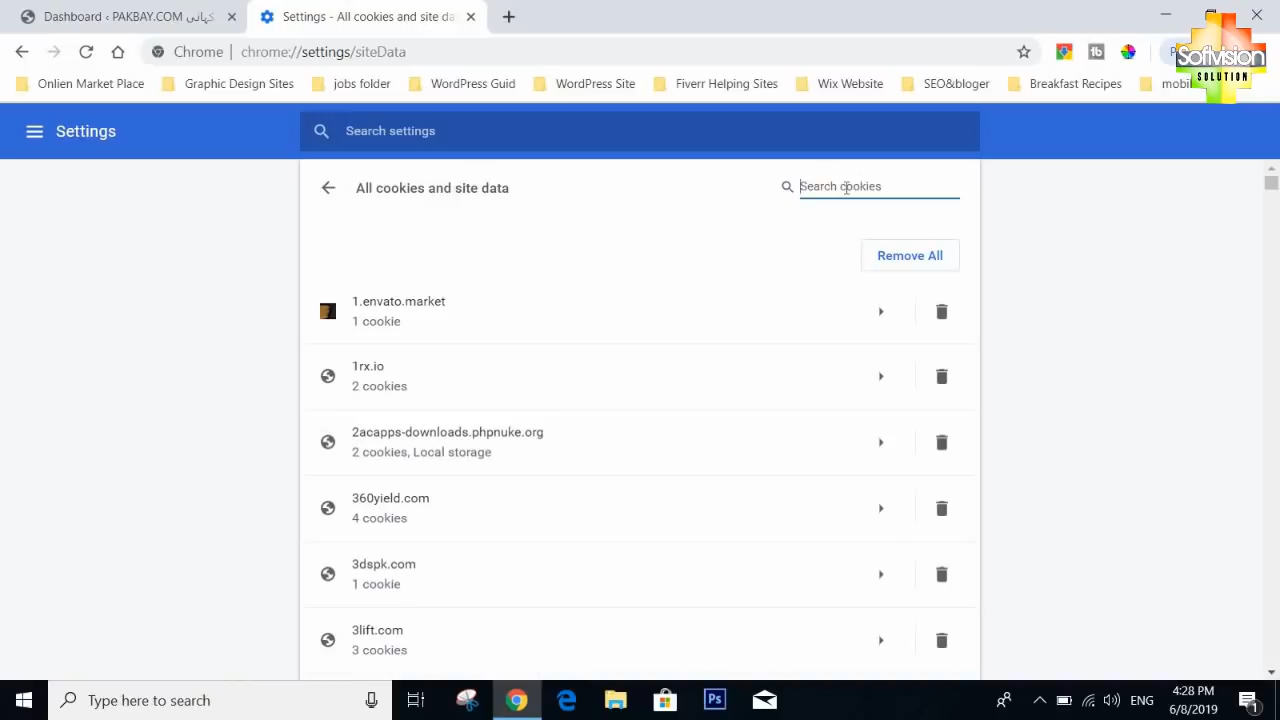 Dashboard ‹ PAKBAY.COM کہانی
Settings - All cookies and site da
Chrome
chrome://settings/siteData
Onlien Market Place
Graphic Design Sites
jobs folder
WordPress Guid
WordPress Site
Fiverr Helping Sites
Wix Website
SEO&bloger
Breakfast Recipes
mobi
Softvision
SOLUTION
Settings
Search settings
All cookies and site data
Search cookies
Remove All
1.envato.market
1 cookie
1rx.io
2 cookies
2acapps-downloads.phpnuke.org
2 cookies, Local storage
360yield.com
4 cookies
3dspk.com
1 cookie
3lift.com
3 cookies
Type here to search
Ps
ENG
4:28 PM
6/8/2019
1